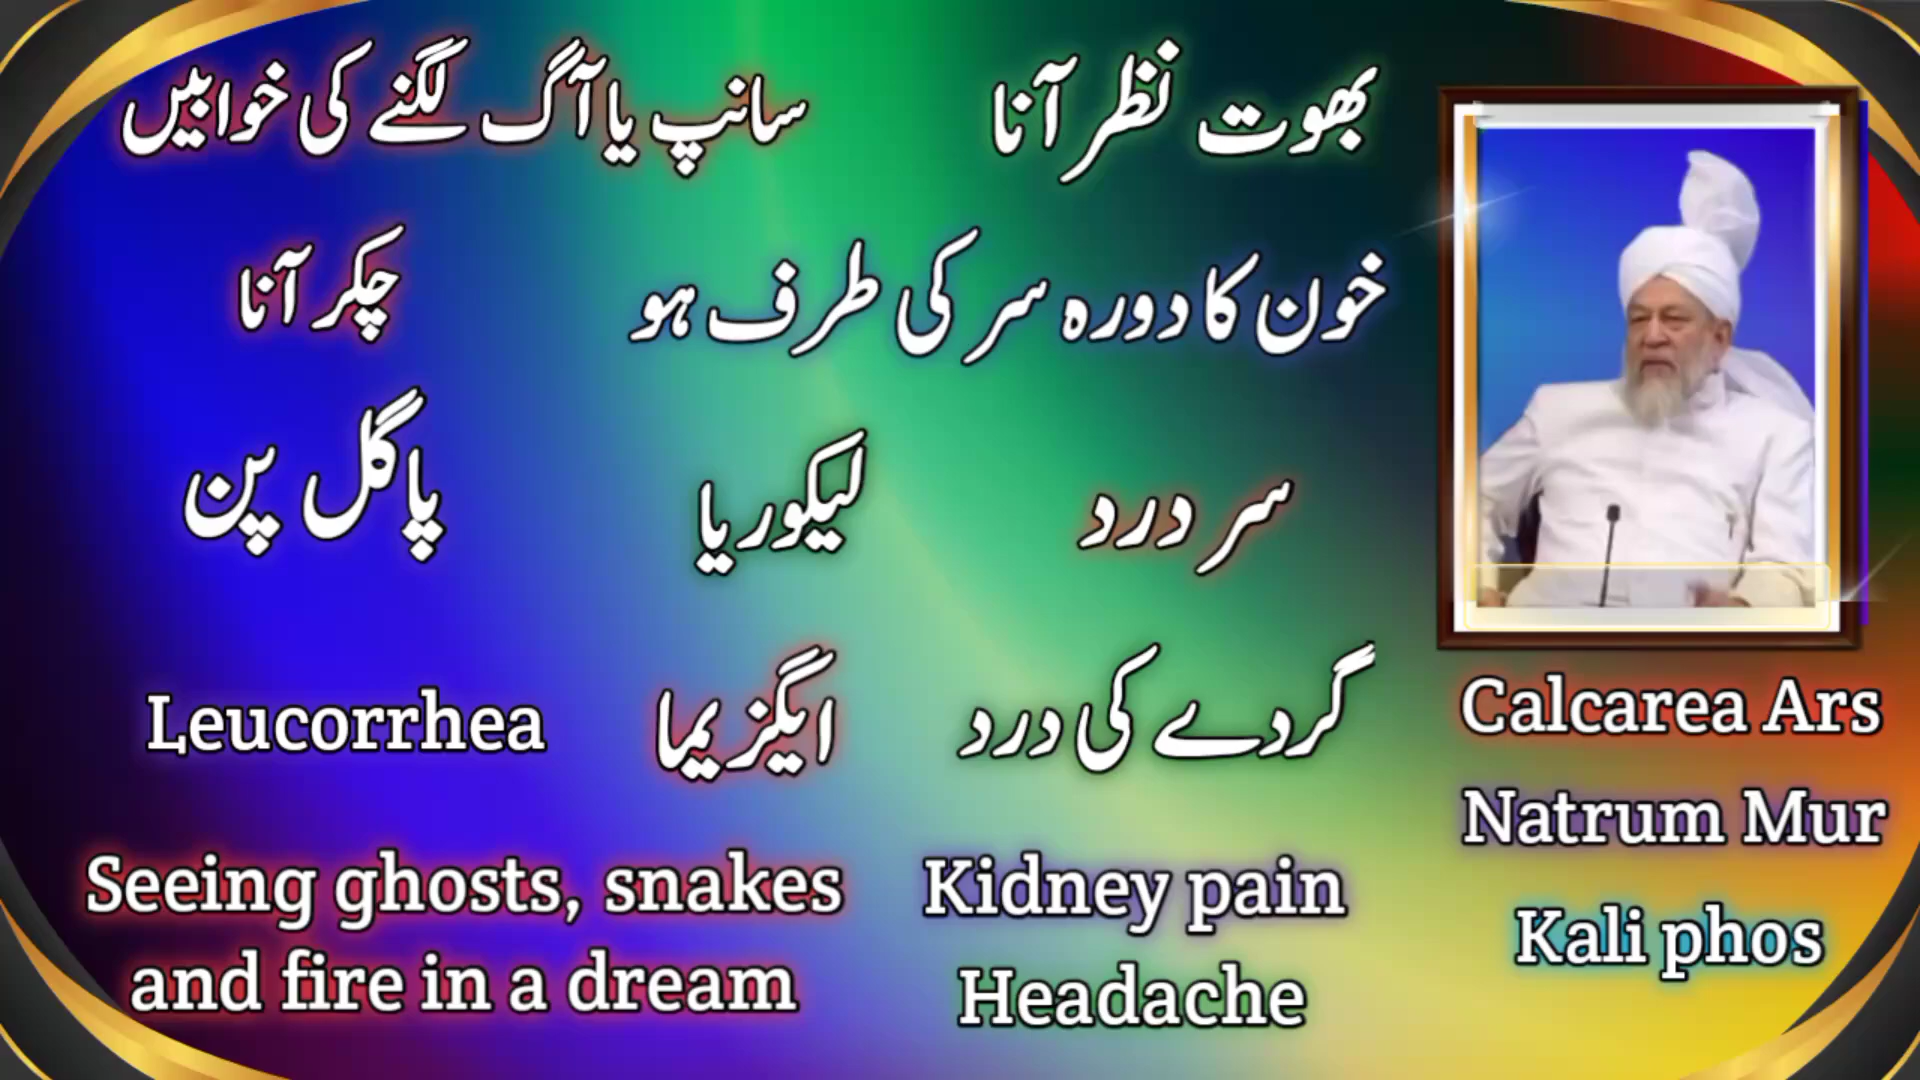 بھوت نظر آنا
سانپ یا آگ لگنے کی خوابیں
خون کا دورہ سر کی طرف ہو
چکر آنا
سر درد
لیکوریا
پاگل پن
گردے کی درد
ایگزیما
Leucorrhea
Seeing ghosts, snakes
and fire in a dream
Kidney pain
Headache
Calcarea Ars
Natrum Mur
Kali phos